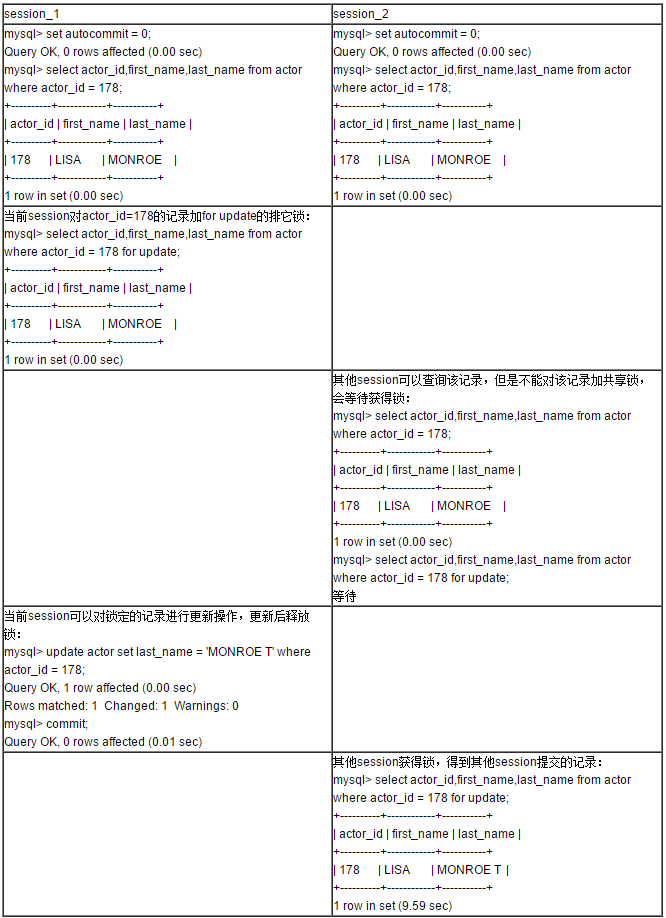 session_1
session_2
mysql> set autocommit = 0;
Query OK, 0 rows affected (0.00 sec)
mysql> select actor_id,first_name,last_name from actor
where actor_id = 178;
+----------+------------+-----------+
| actor_id | first_name | last_name |
+----------+------------+-----------+
| 178 | LISA | MONROE |
+----------+------------+-----------+
1 row in set (0.00 sec)
mysql> set autocommit = 0;
Query OK, 0 rows affected (0.00 sec)
mysql> select actor_id,first_name,last_name from actor
where actor_id = 178;
+----------+------------+-----------+
| actor_id | first_name | last_name |
+----------+------------+-----------+
| 178 | LISA | MONROE |
+----------+------------+-----------+
1 row in set (0.00 sec)
当前session对actor_id=178的记录加for update的排它锁:
mysql> select actor_id,first_name,last_name from actor
where actor_id = 178 for update;
+----------+------------+-----------+
| actor_id | first_name | last_name |
+----------+------------+-----------+
| 178 | LISA | MONROE |
+----------+------------+-----------+
1 row in set (0.00 sec)
其他session可以查询该记录，但是不能对该记录加共享锁，
会等待获得锁:
mysql> select actor_id,first_name,last_name from actor
where actor_id = 178;
+----------+------------+-----------+
| actor_id | first_name | last_name |
+----------+------------+-----------+
| 178 | LISA | MONROE |
+----------+------------+-----------+
1 row in set (0.00 sec)
mysql> select actor_id,first_name,last_name from actor
where actor_id = 178 for update;
等待
当前session可以对锁定的记录进行更新操作，更新后释放
锁:
mysql> update actor set last_name = 'MONROE T' where
actor_id = 178;
Query OK, 1 row affected (0.00 sec)
Rows matched: 1 Changed: 1 Warnings: 0
mysql> commit;
Query OK, 0 rows affected (0.01 sec)
其他session获得锁，得到其他session提交的记录:
mysql> select actor_id,first_name,last_name from actor
where actor_id = 178 for update;
+----------+------------+-----------+
| actor_id | first_name | last_name |
+----------+------------+-----------+
| 178 | LISA | MONROE T |
+----------+------------+-----------+
1 row in set (9.59 sec)